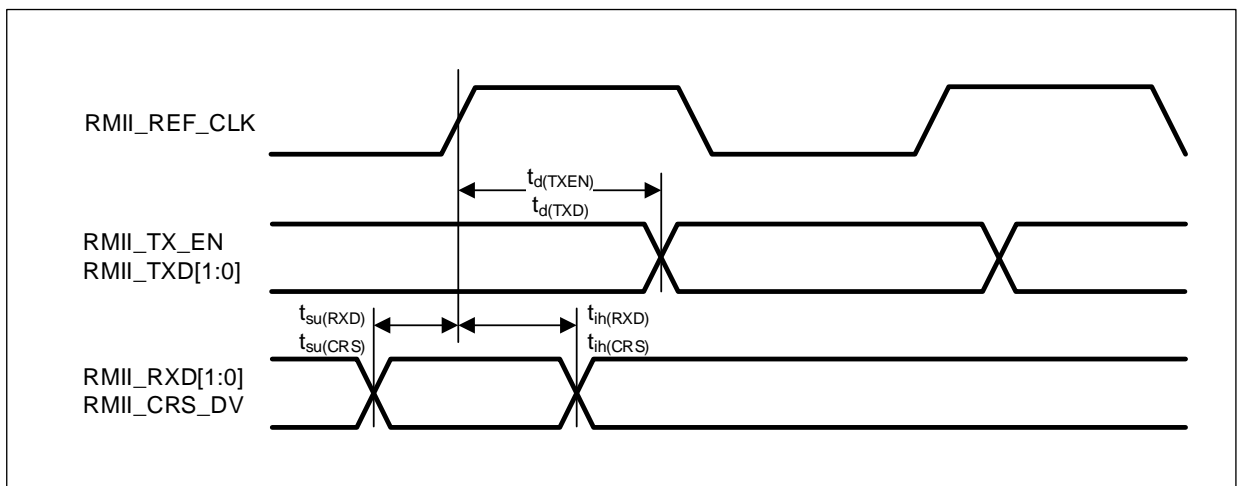 RMII_REF_CLK
td(TXEN)
td(TXD)
RMII_TX_EN
RMII_TXD[1:0]
tsu(RXD)
tih(RXD)
tsu(CRS)
tih(CRS)
RMII_RXD[1:0]
RMII_CRS_DV